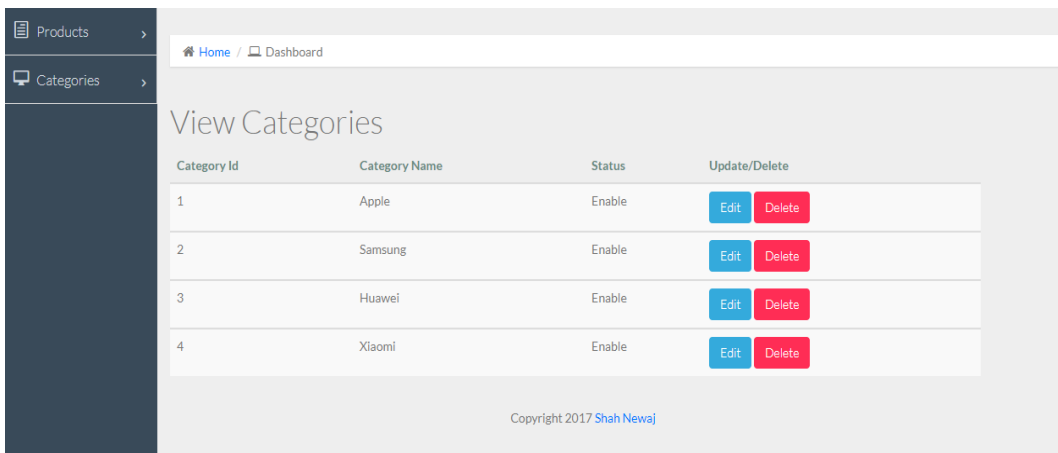 Products
Categories
Home / Dashboard
View Categories
Category Id Category Name Status Update/Delete
1 Apple Enable Edit Delete
2 Samsung Enable Edit Delete
3 Huawei Enable Edit Delete
4 Xiaomi Enable Edit Delete
Copyright 2017 Shah Newaj